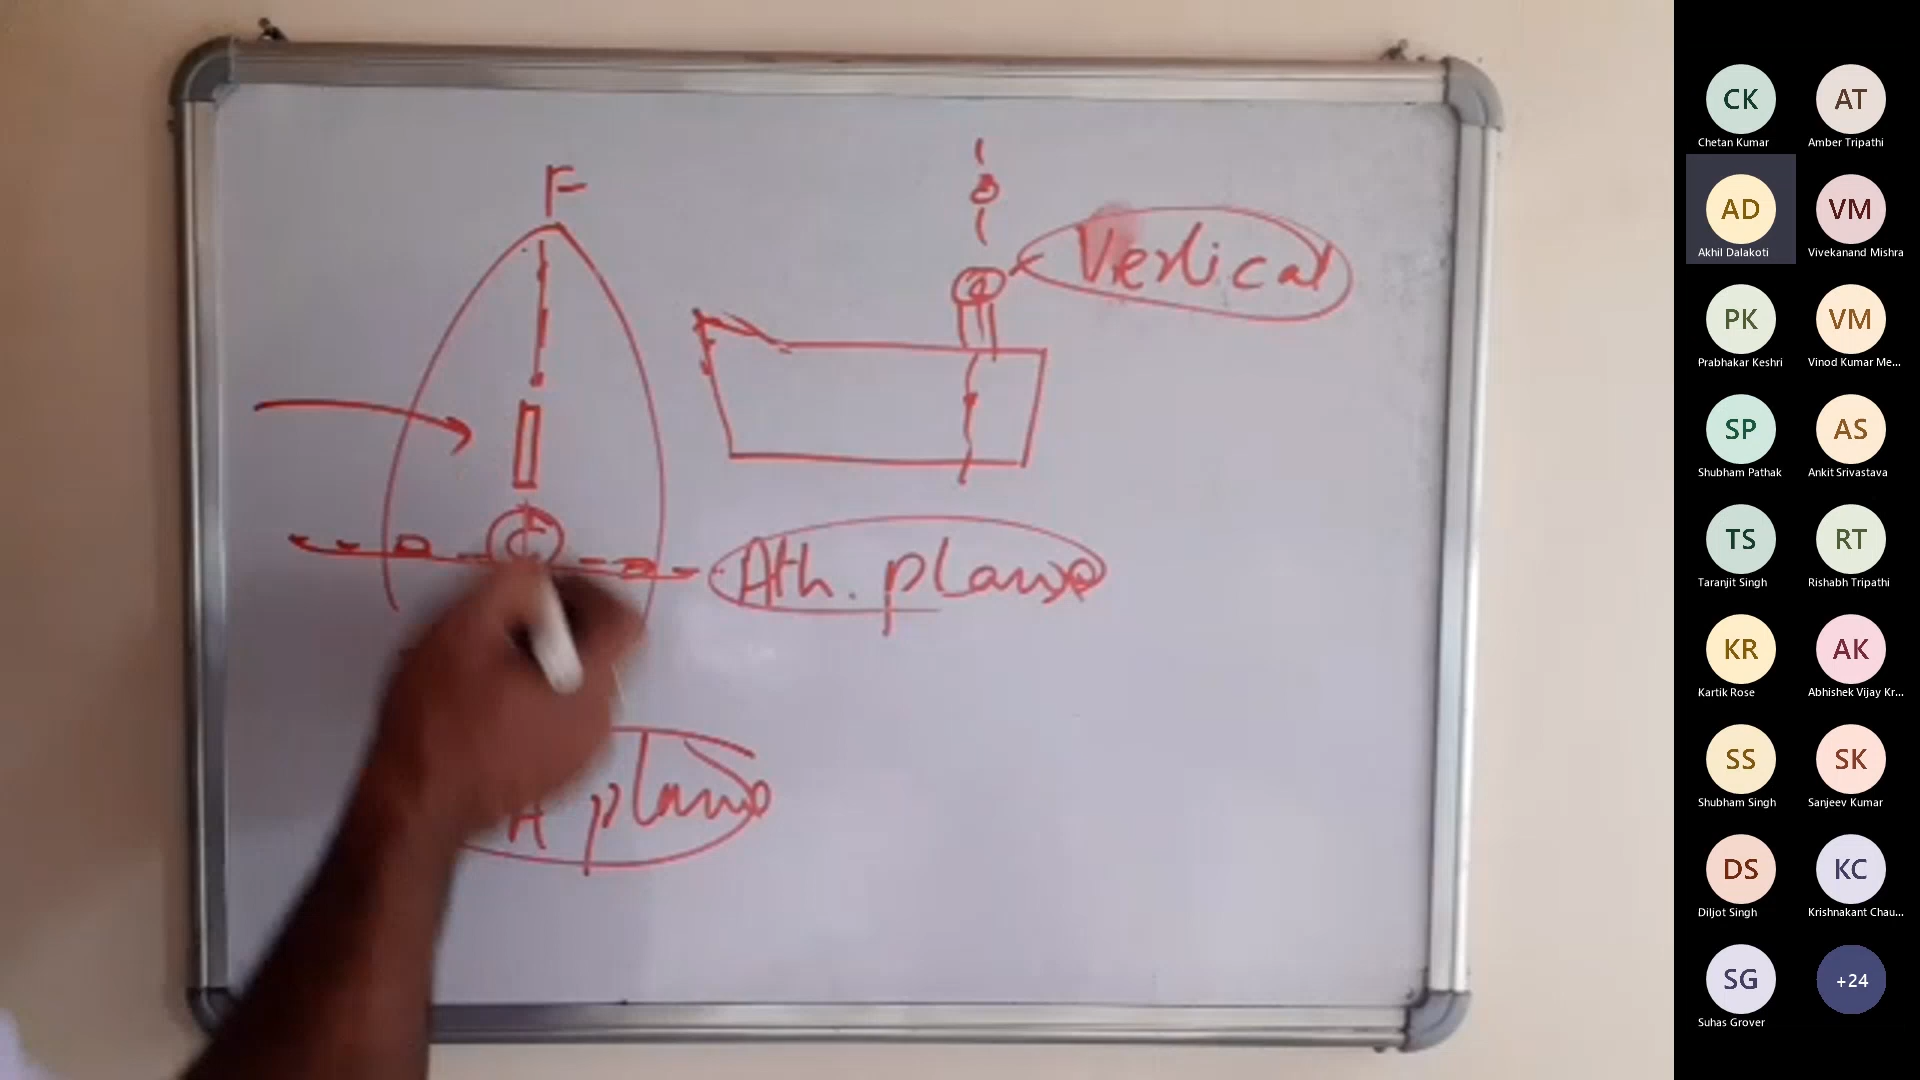 F
Vertical
C
Ath. plane
A plane
CK
Chetan Kumar
AT
Amber Tripathi
AD
Akhil Dalakoti
VM
Vivekanand Mishra
PK
Prabhakar Keshri
VM
Vinod Kumar Me...
SP
Shubham Pathak
AS
Ankit Srivastava
TS
Taranjit Singh
RT
Rishabh Tripathi
KR
Kartik Rose
AK
Abhishek Vijay Kr...
SS
Shubham Singh
SK
Sanjeev Kumar
DS
Diljot Singh
KC
Krishnakant Chau...
SG
Suhas Grover
+24